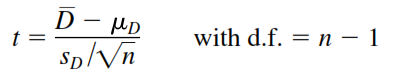 t = (D̄ − μ_D) / (s_D/√n) with d.f. = n − 1